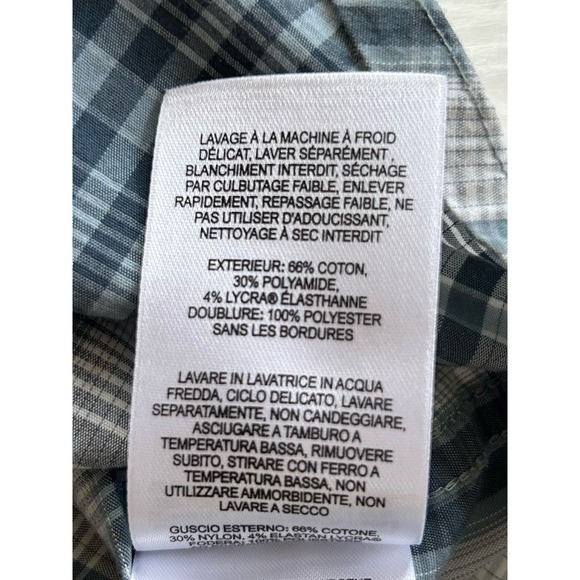 LAVAGE À LA MACHINE À FROID
DÉLICAT, LAVER SÉPARÉMENT,
BLANCHIMENT INTERDIT, SÉCHAGE
PAR CULBUTAGE FAIBLE, ENLEVER
RAPIDEMENT, REPASSAGE FAIBLE, NE
PAS UTILISER D'ADOUCISSANT,
NETTOYAGE À SEC INTERDIT
EXTERIEUR: 66% COTON,
30% POLYAMIDE,
4% LYCRA® ÉLASTHANNE
DOUBLURE: 100% POLYESTER
SANS LES BORDURES
LAVARE IN LAVATRICE IN ACQUA
FREDDA, CICLO DELICATO, LAVARE
SEPARATAMENTE, NON CANDEGGIARE,
ASCIUGARE A TAMBURO A
TEMPERATURA BASSA, RIMUOVERE
SUBITO, STIRARE CON FERRO A
TEMPERATURA BASSA, NON
UTILIZZARE AMMORBIDENTE, NON
LAVARE A SECCO
GUSCIO ESTERNO: 66% COTONE,
30% NYLON, 4% ELASTAN LYCRA®
FODERA: 100%